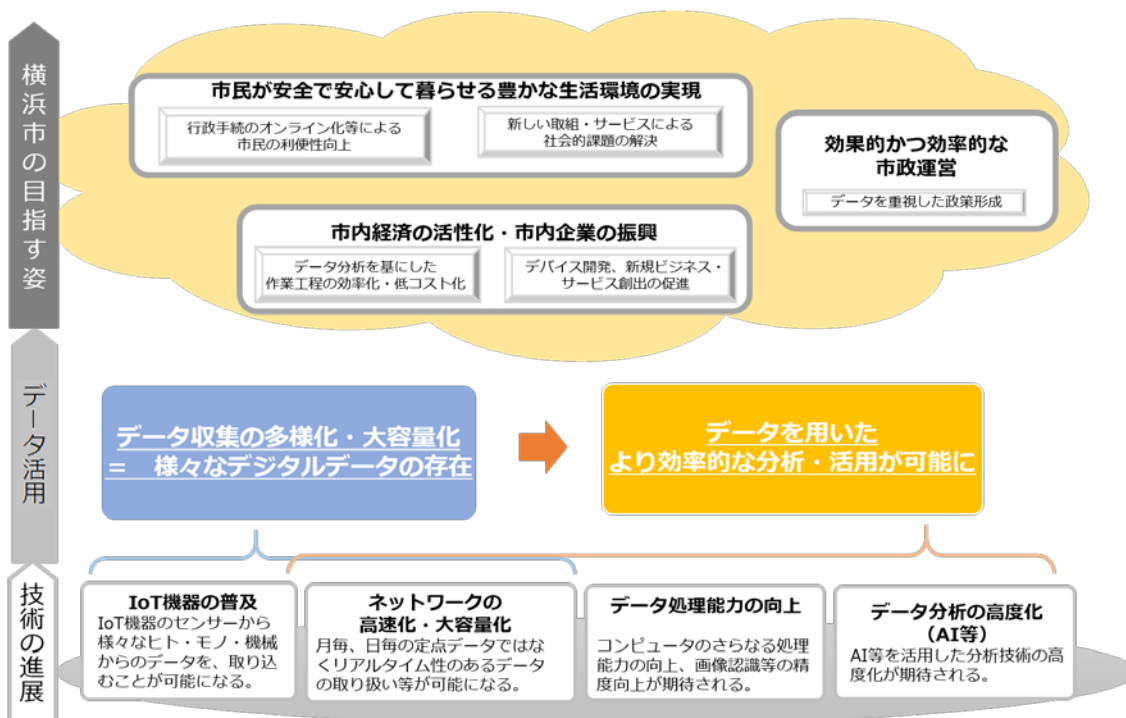 横浜市の目指す姿
市民が安全で安心して暮らせる豊かな生活環境の実現
行政手続のオンライン化等による
市民の利便性向上
新しい取組・サービスによる
社会的課題の解決
効果的かつ効率的な
市政運営
データを重視した政策形成
市内経済の活性化・市内企業の振興
データ分析を基にした
作業工程の効率化・低コスト化
デバイス開発、新規ビジネス・
サービス創出の促進
データ活用
データ収集の多様化・大容量化
= 様々なデジタルデータの存在
データを用いた
より効率的な分析・活用が可能に
技術の進展
IoT機器の普及
IoT機器のセンサーから
様々なヒト・モノ・機械
からのデータを、取り込
むことが可能になる。
ネットワークの
高速化・大容量化
月毎、日毎の定点データではな
くリアルタイム性のあるデータ
の取り扱い等が可能になる。
データ処理能力の向上
コンピュータのさらなる処理
能力の向上、画像認識等の精
度向上が期待される。
データ分析の高度化
（AI等）
AI等を活用した分析技術の高
度化が期待される。